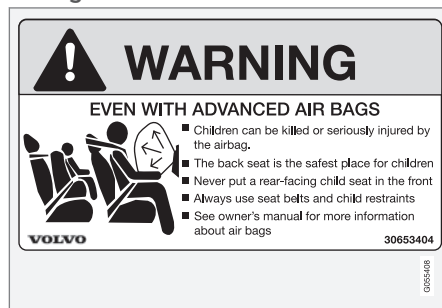 WARNING
EVEN WITH ADVANCED AIR BAGS
■ Children can be killed or seriously injured by
the airbag.
■ The back seat is the safest place for children
■ Never put a rear-facing child seat in the front
■ Always use seat belts and child restraints
■ See owner's manual for more information
about air bags
VOLVO
30653404
G055408